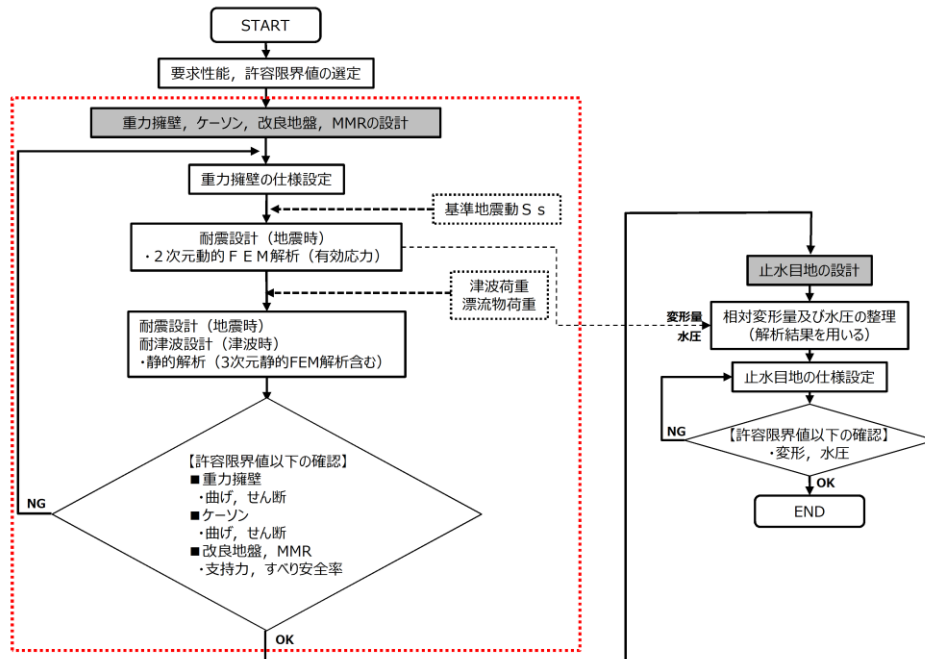 START
要求性能，許容限界値の選定
重力擁壁，ケーソン，改良地盤，MMRの設計
重力擁壁の仕様設定
基準地震動Ｓｓ
耐震設計（地震時）
・２次元動的ＦＥＭ解析（有効応力）
津波荷重
漂流物荷重
耐震設計（地震時）
耐津波設計（津波時）
・静的解析（3次元静的FEM解析含む）
【許容限界値以下の確認】
■重力擁壁
・曲げ，せん断
■ケーソン
・曲げ，せん断
■改良地盤，MMR
・支持力，すべり安全率
NG
OK
止水目地の設計
変形量
水圧
相対変形量及び水圧の整理
（解析結果を用いる）
止水目地の仕様設定
【許容限界値以下の確認】
・変形，水圧
NG
OK
END